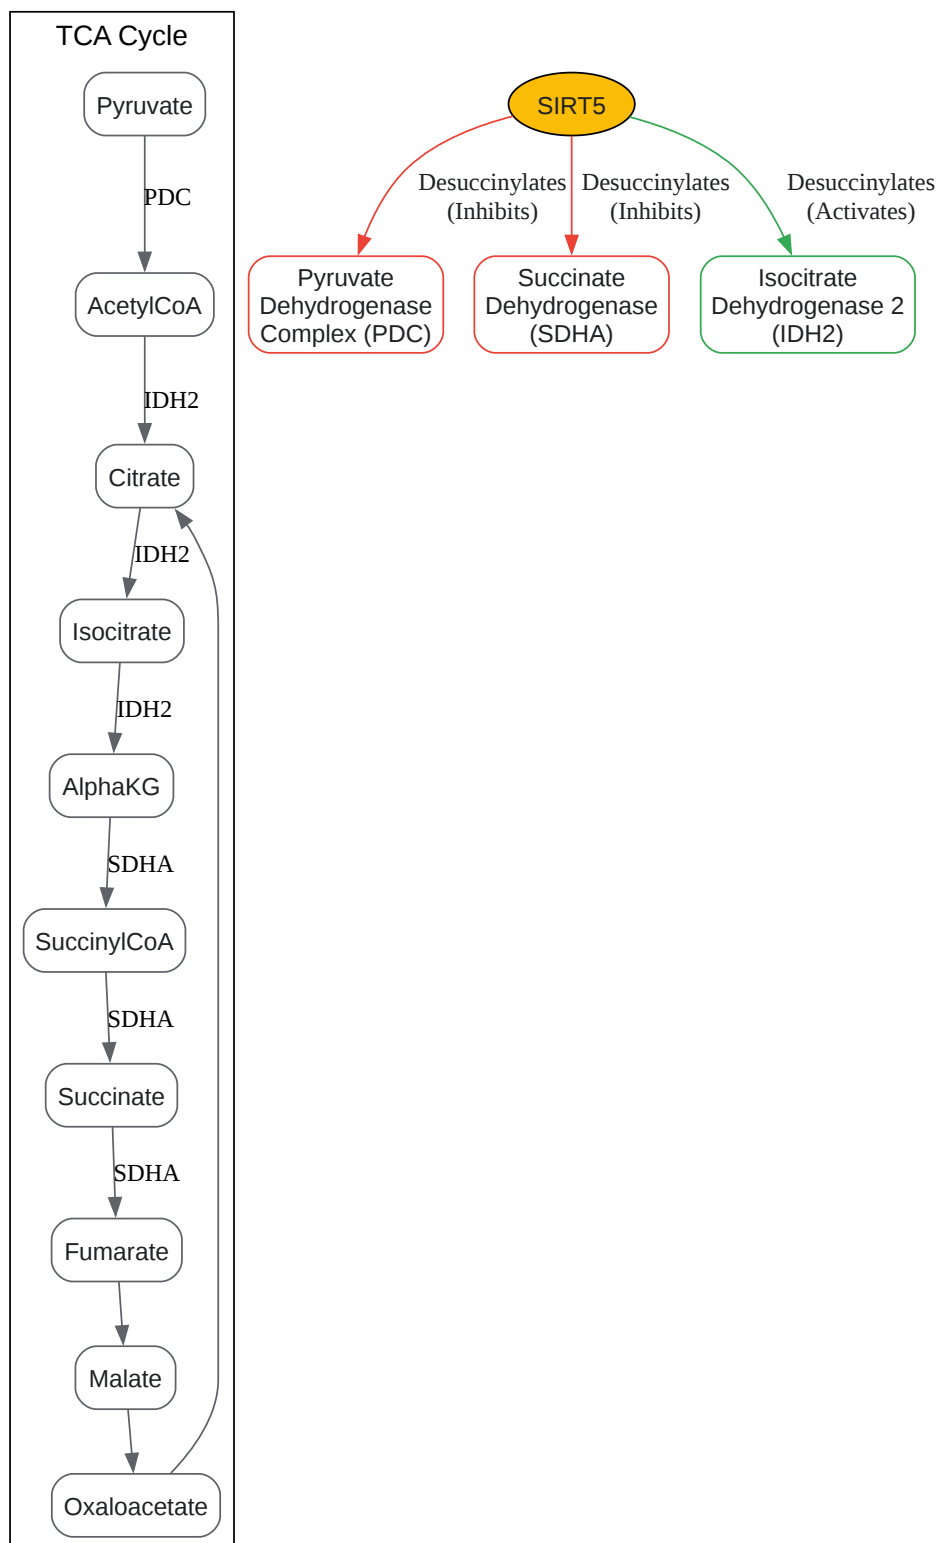 TCA Cycle
Pyruvate
PDC
AcetylCoA
IDH2
Citrate
IDH2
Isocitrate
IDH2
AlphaKG
SDHA
SuccinylCoA
SDHA
Succinate
SDHA
Fumarate
Malate
Oxaloacetate
SIRT5
Desuccinylates
(Inhibits)
Desuccinylates
(Inhibits)
Desuccinylates
(Activates)
Pyruvate
Dehydrogenase
Complex (PDC)
Succinate
Dehydrogenase
(SDHA)
Isocitrate
Dehydrogenase 2
(IDH2)